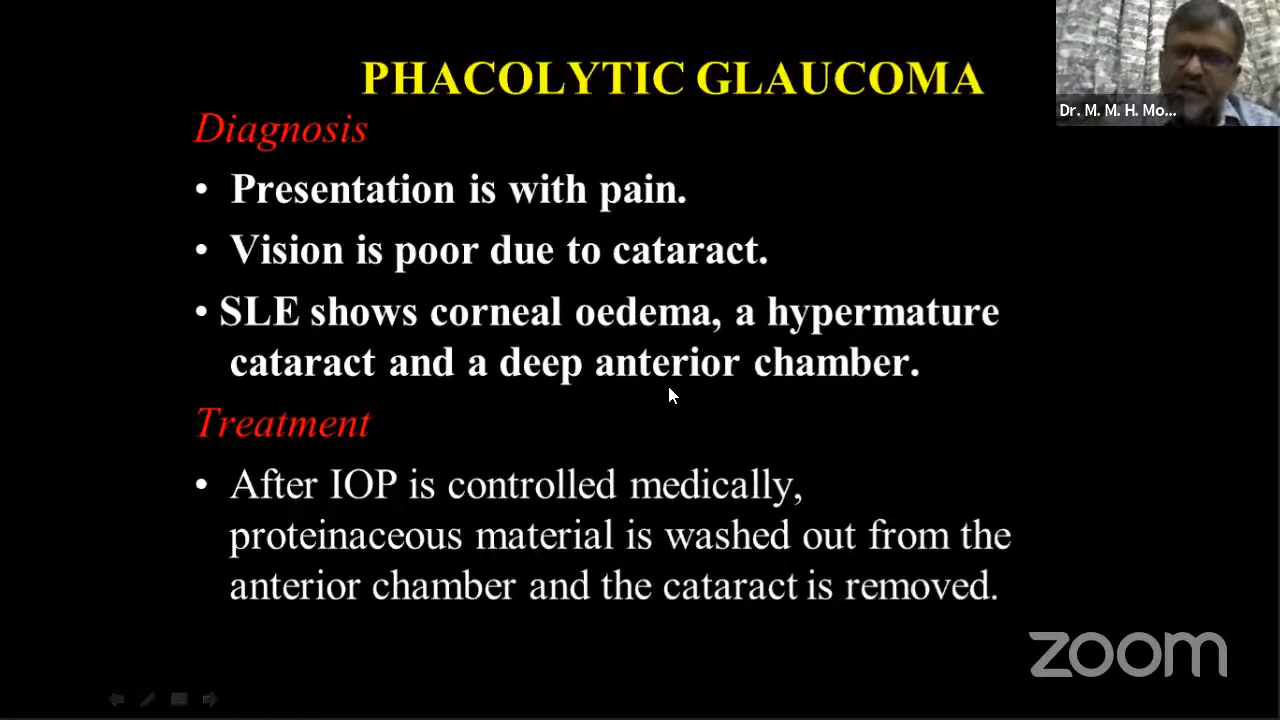 PHACOLYTIC GLAUCOMA
Dr. M. M. H. Mo...
Diagnosis
• Presentation is with pain.
• Vision is poor due to cataract.
• SLE shows corneal oedema, a hypermature
cataract and a deep anterior chamber.
Treatment
• After IOP is controlled medically,
proteinaceous material is washed out from the
anterior chamber and the cataract is removed.
zoom